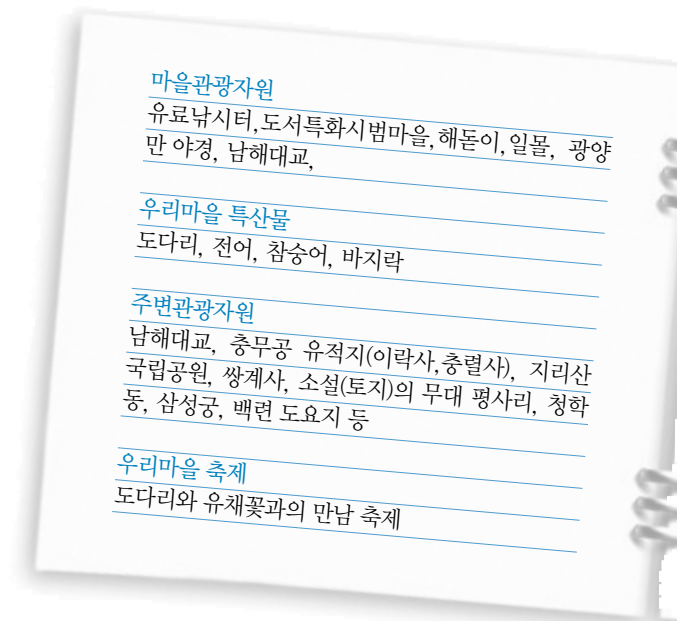 마을관광자원
유료낚시터,도서특화시범마을,해돋이,일몰, 광양
만 야경, 남해대교,
우리마을 특산물
도다리, 전어, 참숭어, 바지락
주변관광자원
남해대교, 충무공 유적지(이락사,충렬사), 지리산
국립공원, 쌍계사, 소설(토지)의 무대 평사리, 청학
동, 삼성궁, 백련 도요지 등
우리마을 축제
도다리와 유채꽃과의 만남 축제